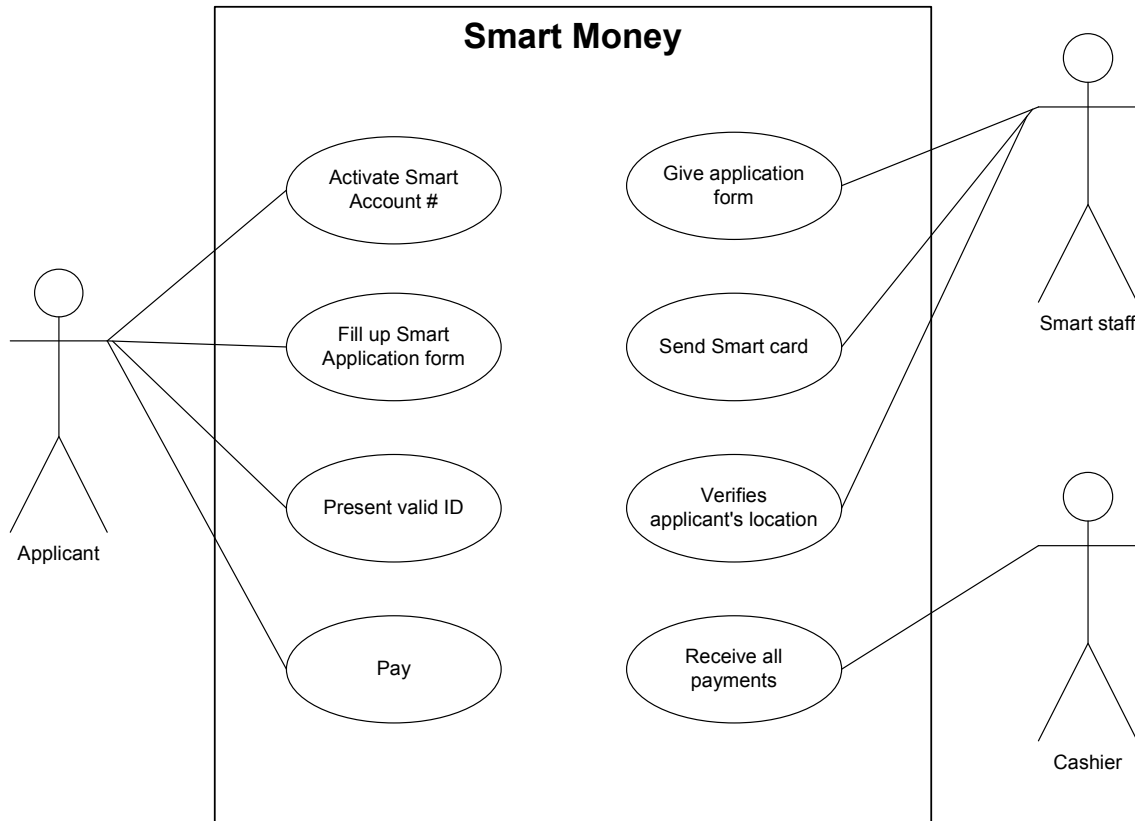 Smart Money
Activate Smart
Account #
Give application
form
Smart staff
Fill up Smart
Application form
Send Smart card
Applicant
Present valid ID
Verifies
applicant's location
Pay
Receive all
payments
Cashier